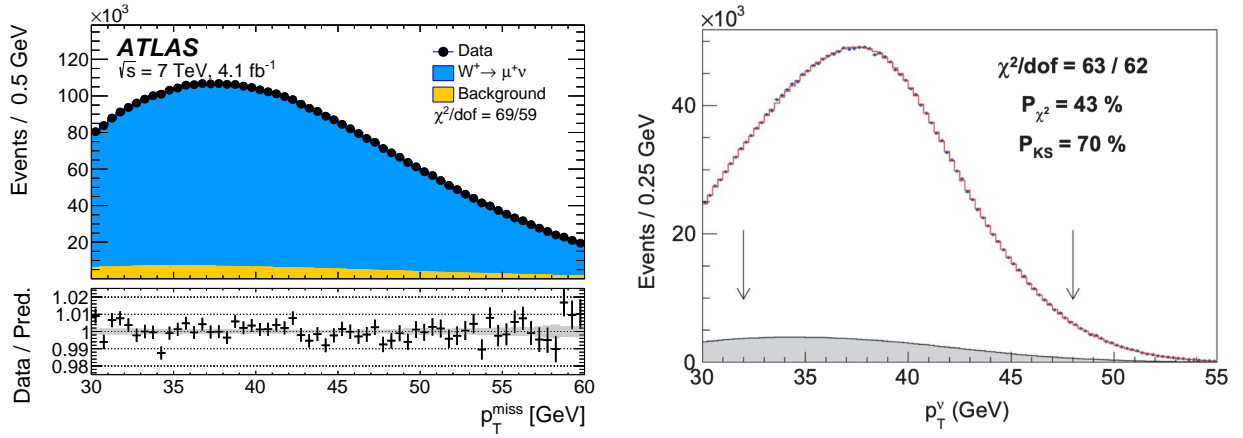 ×10³
ATLAS
√s = 7 TeV, 4.1 fb⁻¹
Data
W⁺→ μ⁺ν
Background
χ²/dof = 69/59
Events / 0.5 GeV
120
100
80
60
40
20
Data / Pred.
1.02
1.01
1
0.99
0.98
30 35 40 45 50 55 60
p_T^miss [GeV]
×10³
χ²/dof = 63 / 62
P_χ² = 43 %
P_KS = 70 %
Events / 0.25 GeV
40
20
0
30 40 50 55
p_T^ν (GeV)